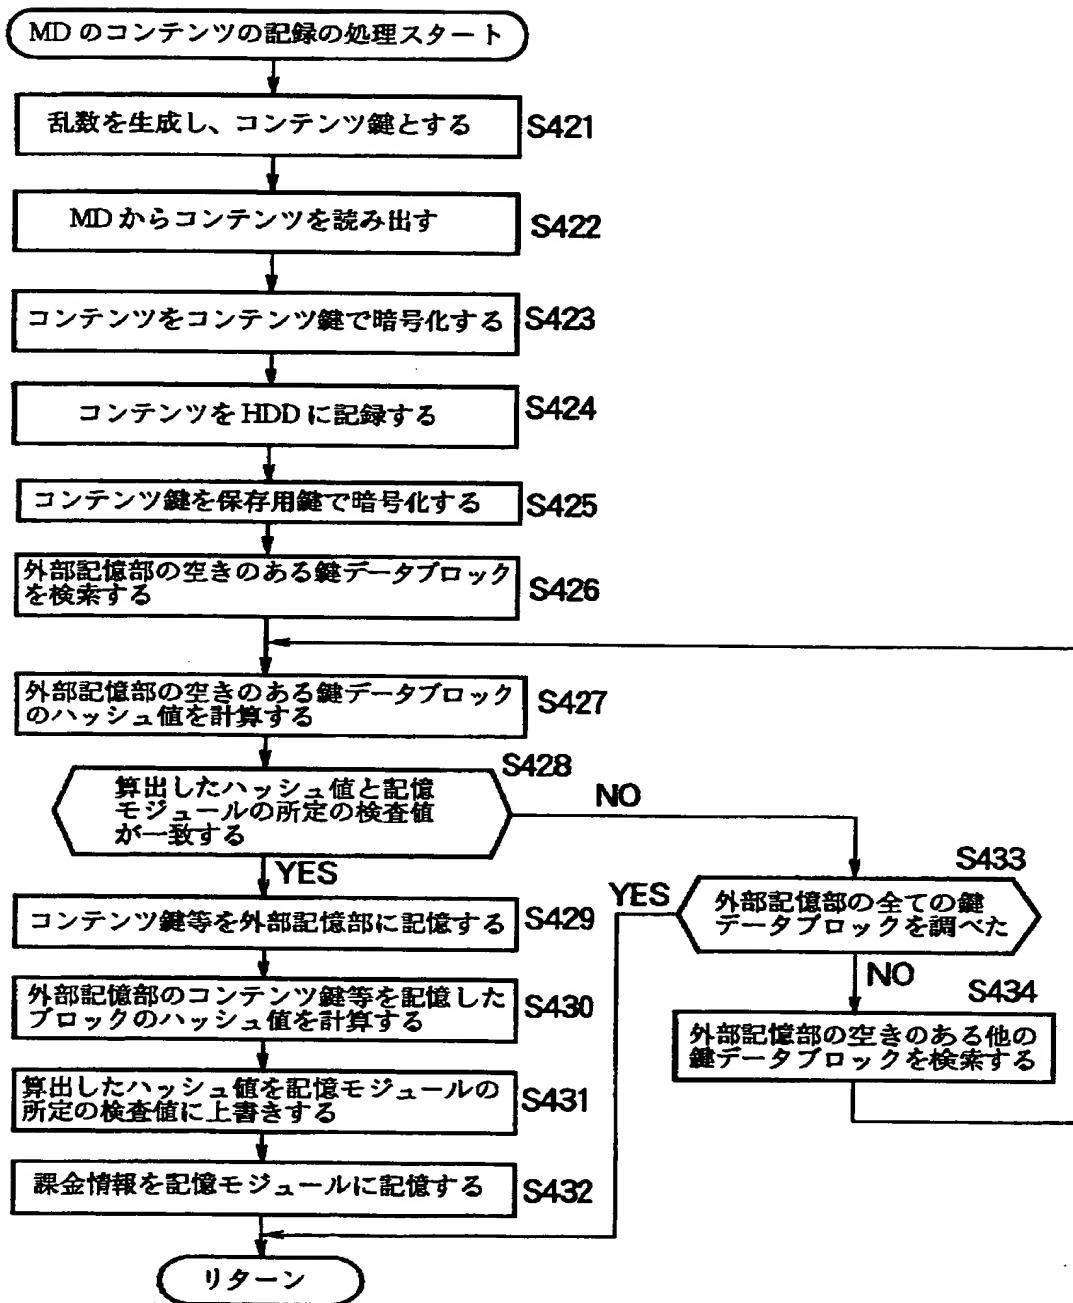 MDのコンテンツの記録の処理スタート
乱数を生成し、コンテンツ鍵とする
S421
MDからコンテンツを読み出す
S422
コンテンツをコンテンツ鍵で暗号化する
S423
コンテンツをHDDに記録する
S424
コンテンツ鍵を保存用鍵で暗号化する
S425
外部記憶部の空きのある鍵データブロック
を検索する
S426
外部記憶部の空きのある鍵データブロック
のハッシュ値を計算する
S427
S428
算出したハッシュ値と記憶
モジュールの所定の検査値
が一致する
NO
YES
S433
外部記憶部の全ての鍵
データブロックを調べた
YES
NO
コンテンツ鍵等を外部記憶部に記憶する
S429
S434
外部記憶部の空きのある他の
鍵データブロックを検索する
外部記憶部のコンテンツ鍵等を記憶した
ブロックのハッシュ値を計算する
S430
算出したハッシュ値を記憶モジュールの
所定の検査値に上書きする
S431
課金情報を記憶モジュールに記憶する
S432
リターン